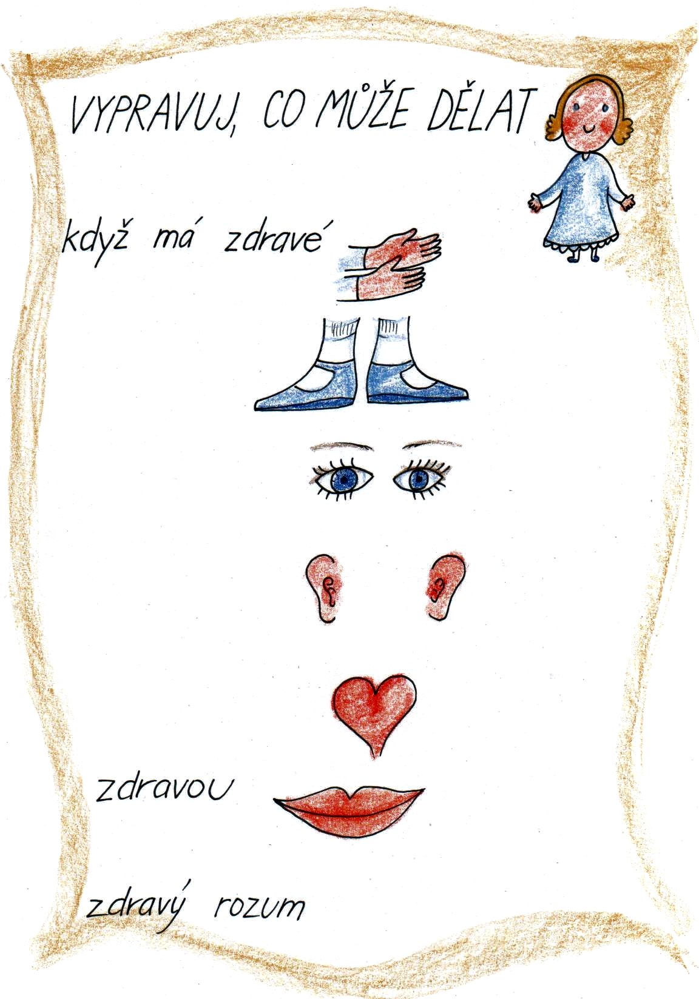 VYPRAVUJ, CO MŮŽE DĚLAT
když má zdravé
zdravou
zdravý rozum